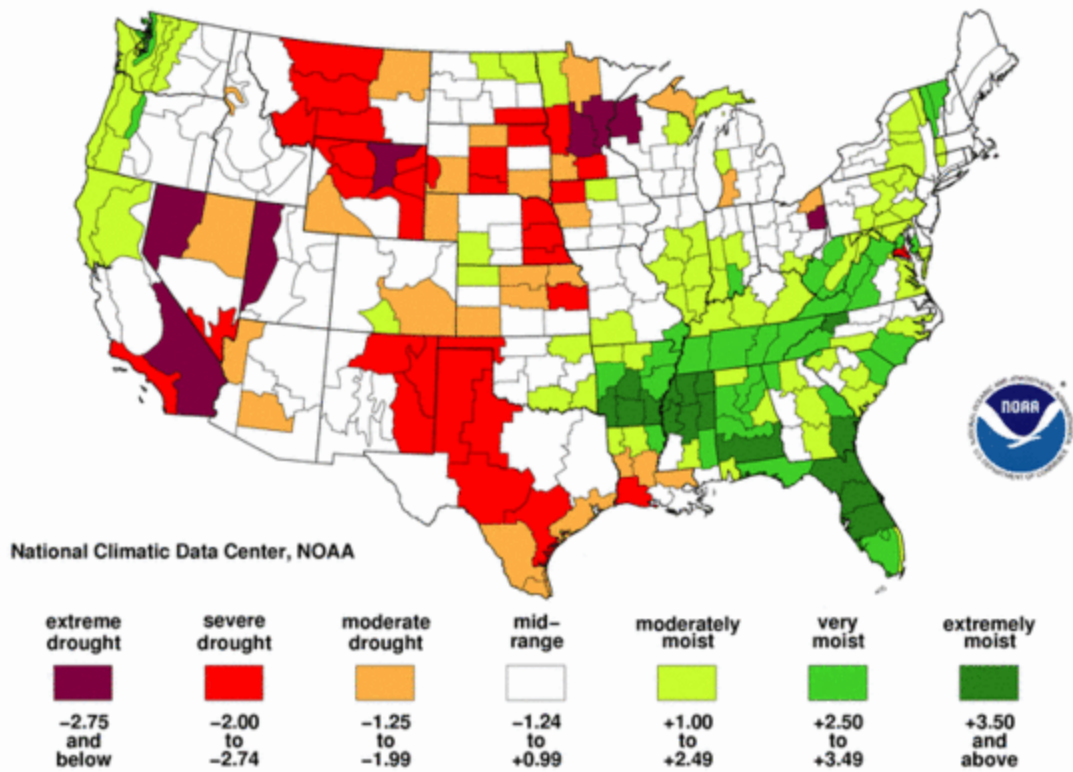 NOAA
National Climatic Data Center, NOAA
extreme
drought
severe
drought
moderate
drought
mid-
range
moderately
moist
very
moist
extremely
moist
-2.75
and
below
-2.00
to
-2.74
-1.25
to
-1.99
-1.24
to
+0.99
+1.00
to
+2.49
+2.50
to
+3.49
+3.50
and
above